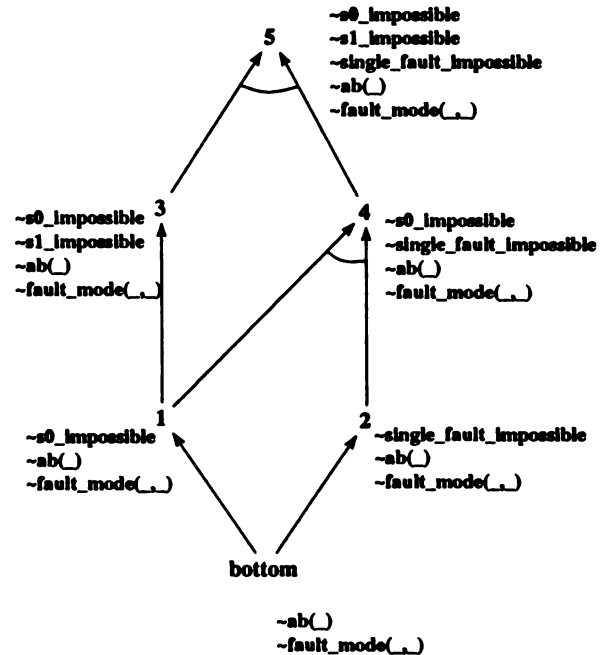 5
~s0_impossible
~s1_impossible
~single_fault_impossible
~ab(_)
~fault_mode(_,_)
3
~s0_impossible
~s1_impossible
~ab(_)
~fault_mode(_,_)
4
~s0_impossible
~single_fault_impossible
~ab(_)
~fault_mode(_,_)
1
~s0_impossible
~ab(_)
~fault_mode(_,_)
2
~single_fault_impossible
~ab(_)
~fault_mode(_,_)
bottom
~ab(_)
~fault_mode(_,_)